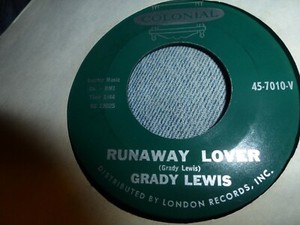 COLONIAL
45-7010-V
RUNAWAY LOVER
(Grady Lewis)
GRADY LEWIS
DISTRIBUTED BY LONDON RECORDS, INC.